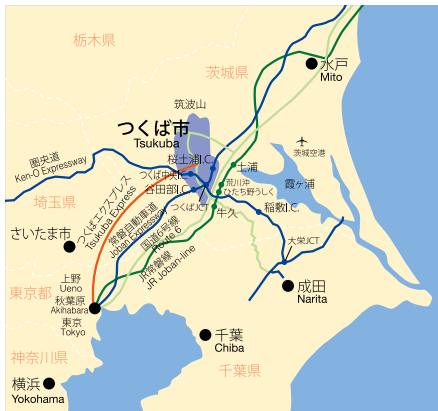 栃木県
茨城県
水戸
Mito
筑波山
つくば市
Tsukuba
圏央道
Ken-O Expressway
桜土浦I.C.
つくば中央I.C.
谷田部I.C.
土浦
荒川沖
ひたち野うしく
茨城空港
霞ヶ浦
つくばJCT
牛久
稲敷I.C.
埼玉県
つくばエクスプレス
Tsukuba Express
常磐自動車道
Joban Expressway
国道6号線
Route 6
JR常磐線
JR Joban-line
さいたま市
大栄JCT
成田
Narita
東京都
上野
Ueno
秋葉原
Akihabara
東京
Tokyo
千葉
Chiba
千葉県
神奈川県
横浜
Yokohama